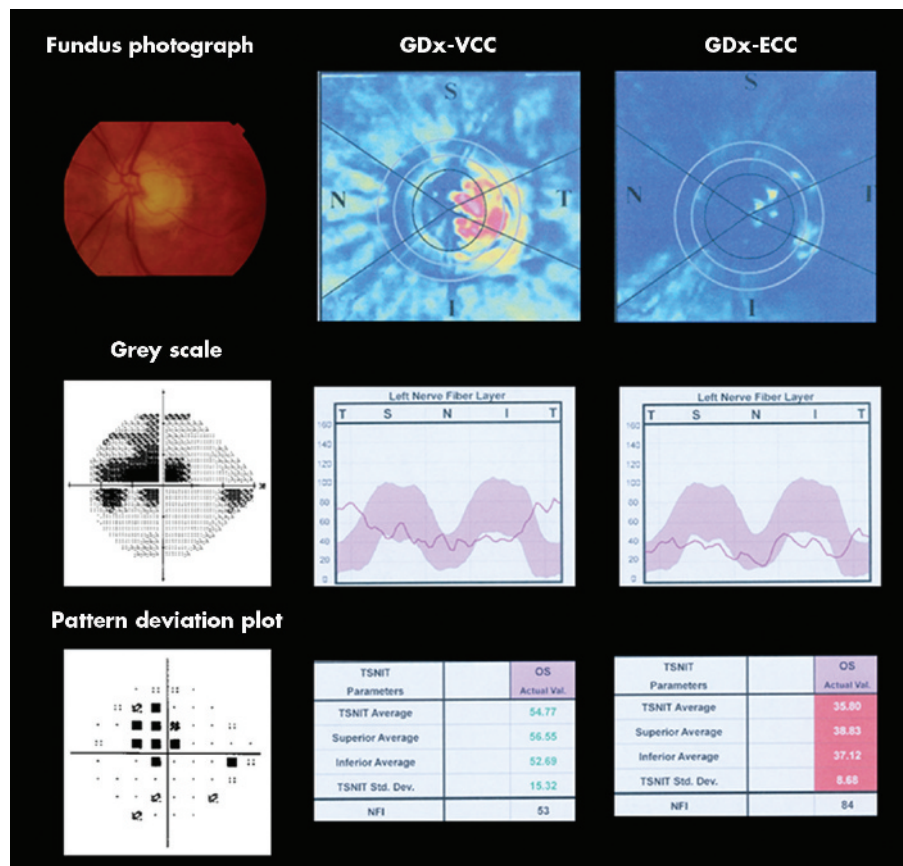 Fundus photograph
GDx-VCC
GDx-ECC
S
N
T
I
S
N
I
Grey scale
Left Nerve Fiber Layer
T S N I T
160
140
120
100
80
60
40
20
0
Left Nerve Fiber Layer
T S N I T
160
140
120
100
80
60
40
20
0
Pattern deviation plot
TSNIT Parameters OS Actual Val.
TSNIT Average 54.77
Superior Average 56.55
Inferior Average 52.69
TSNIT Std. Dev. 15.32
NFI 53
TSNIT Parameters OS Actual Val.
TSNIT Average 35.80
Superior Average 38.83
Inferior Average 37.12
TSNIT Std. Dev. 8.68
NFI 84